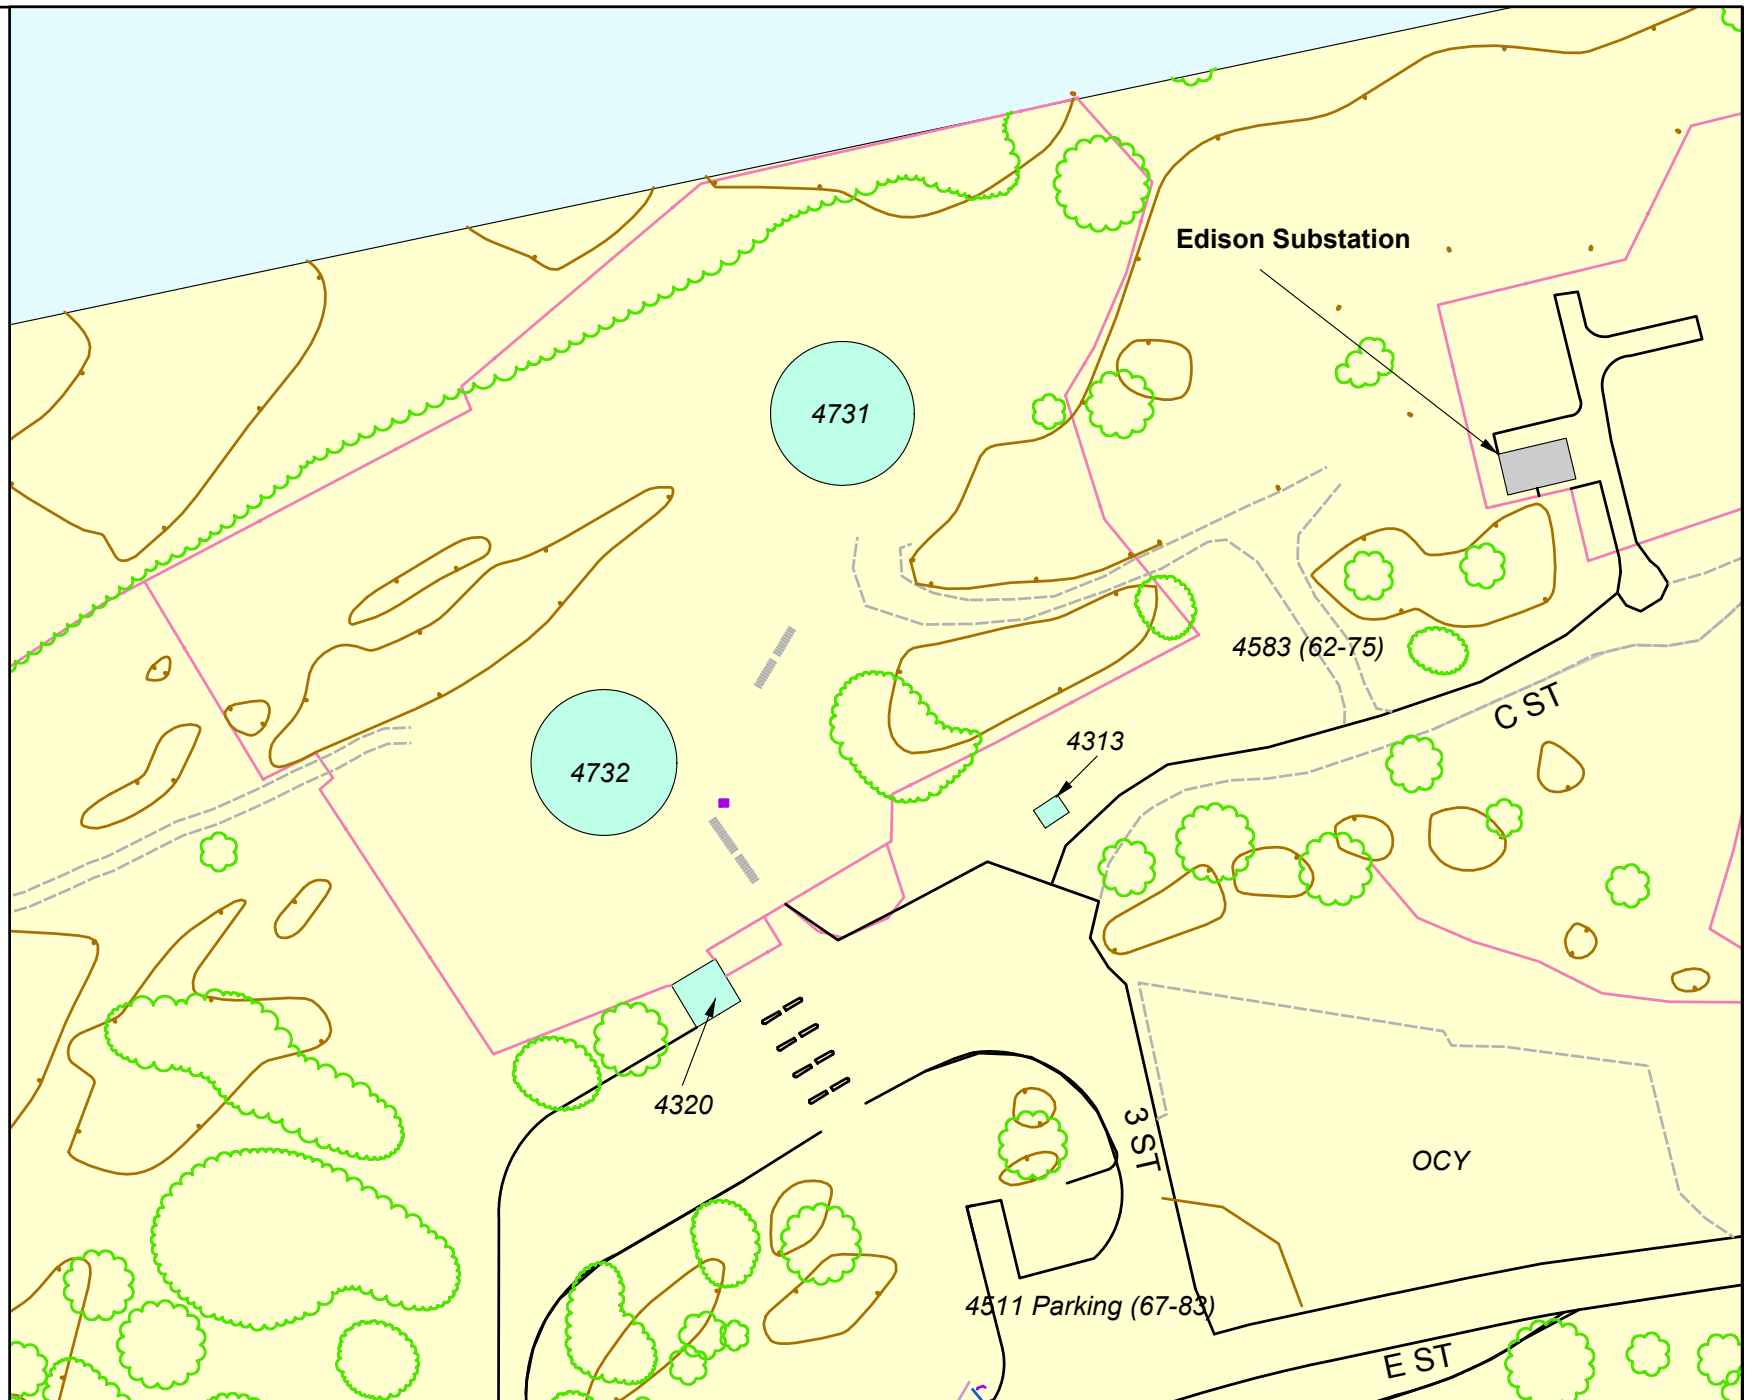 Edison Substation
4731
4583 (62-75)
C ST
4313
4732
4320
3 ST
OCY
4511 Parking (67-83)
E ST